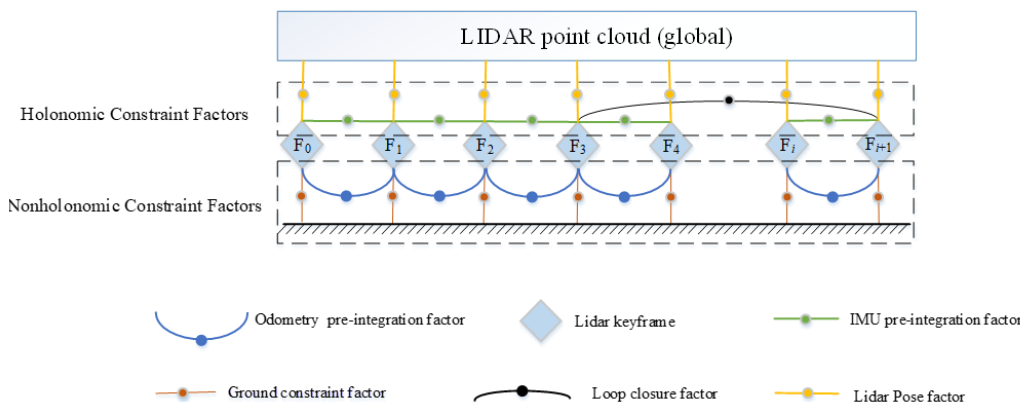 LIDAR point cloud (global)
Holonomic Constraint Factors
F0 F1 F2 F3 F4 Fi Fi+1
Nonholonomic Constraint Factors
Odometry pre-integration factor
Lidar keyframe
IMU pre-integration factor
Ground constraint factor
Loop closure factor
Lidar Pose factor